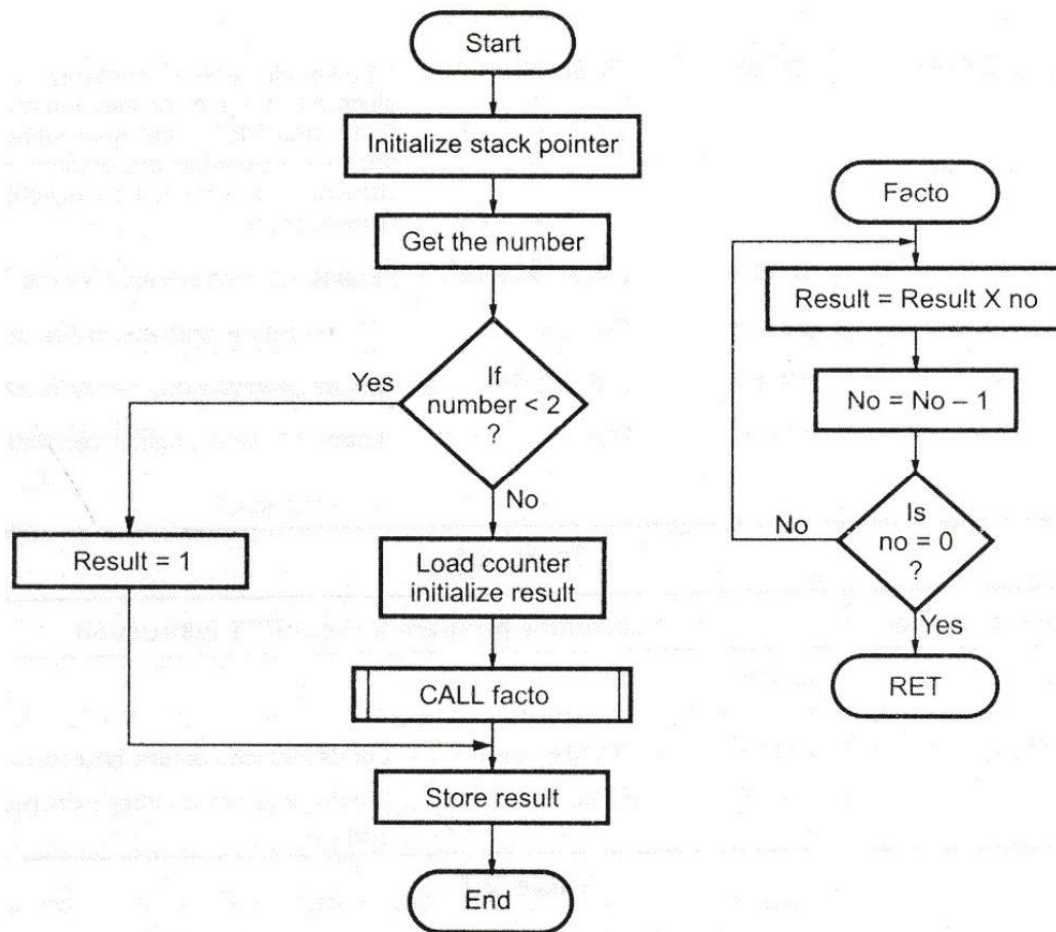 Start
Initialize stack pointer
Get the number
If
number < 2
?
Yes
No
Result = 1
Load counter
initialize result
CALL facto
Store result
End
Facto
Result = Result X no
No = No – 1
Is
no = 0
?
No
Yes
RET